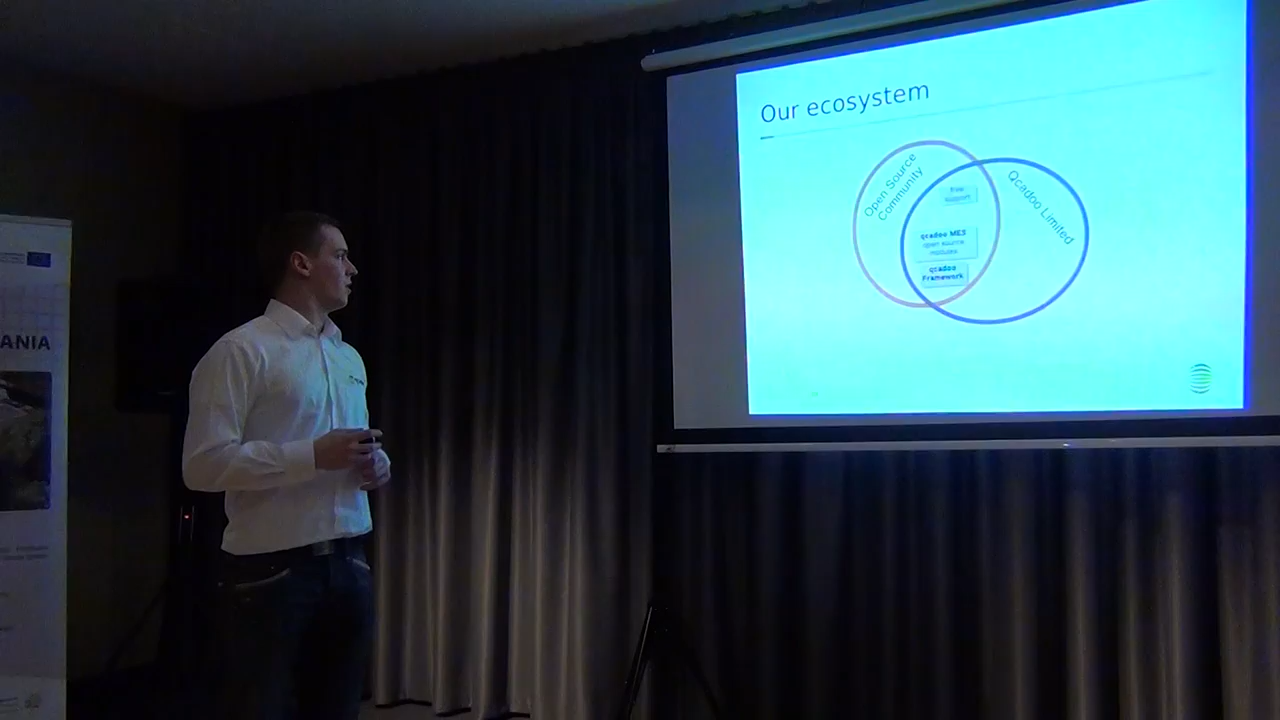 Our ecosystem
Open Source
Community
Qcadoo Limited
free
support
qcadoo MES
open source
modules
qcadoo
Framework
ANIA